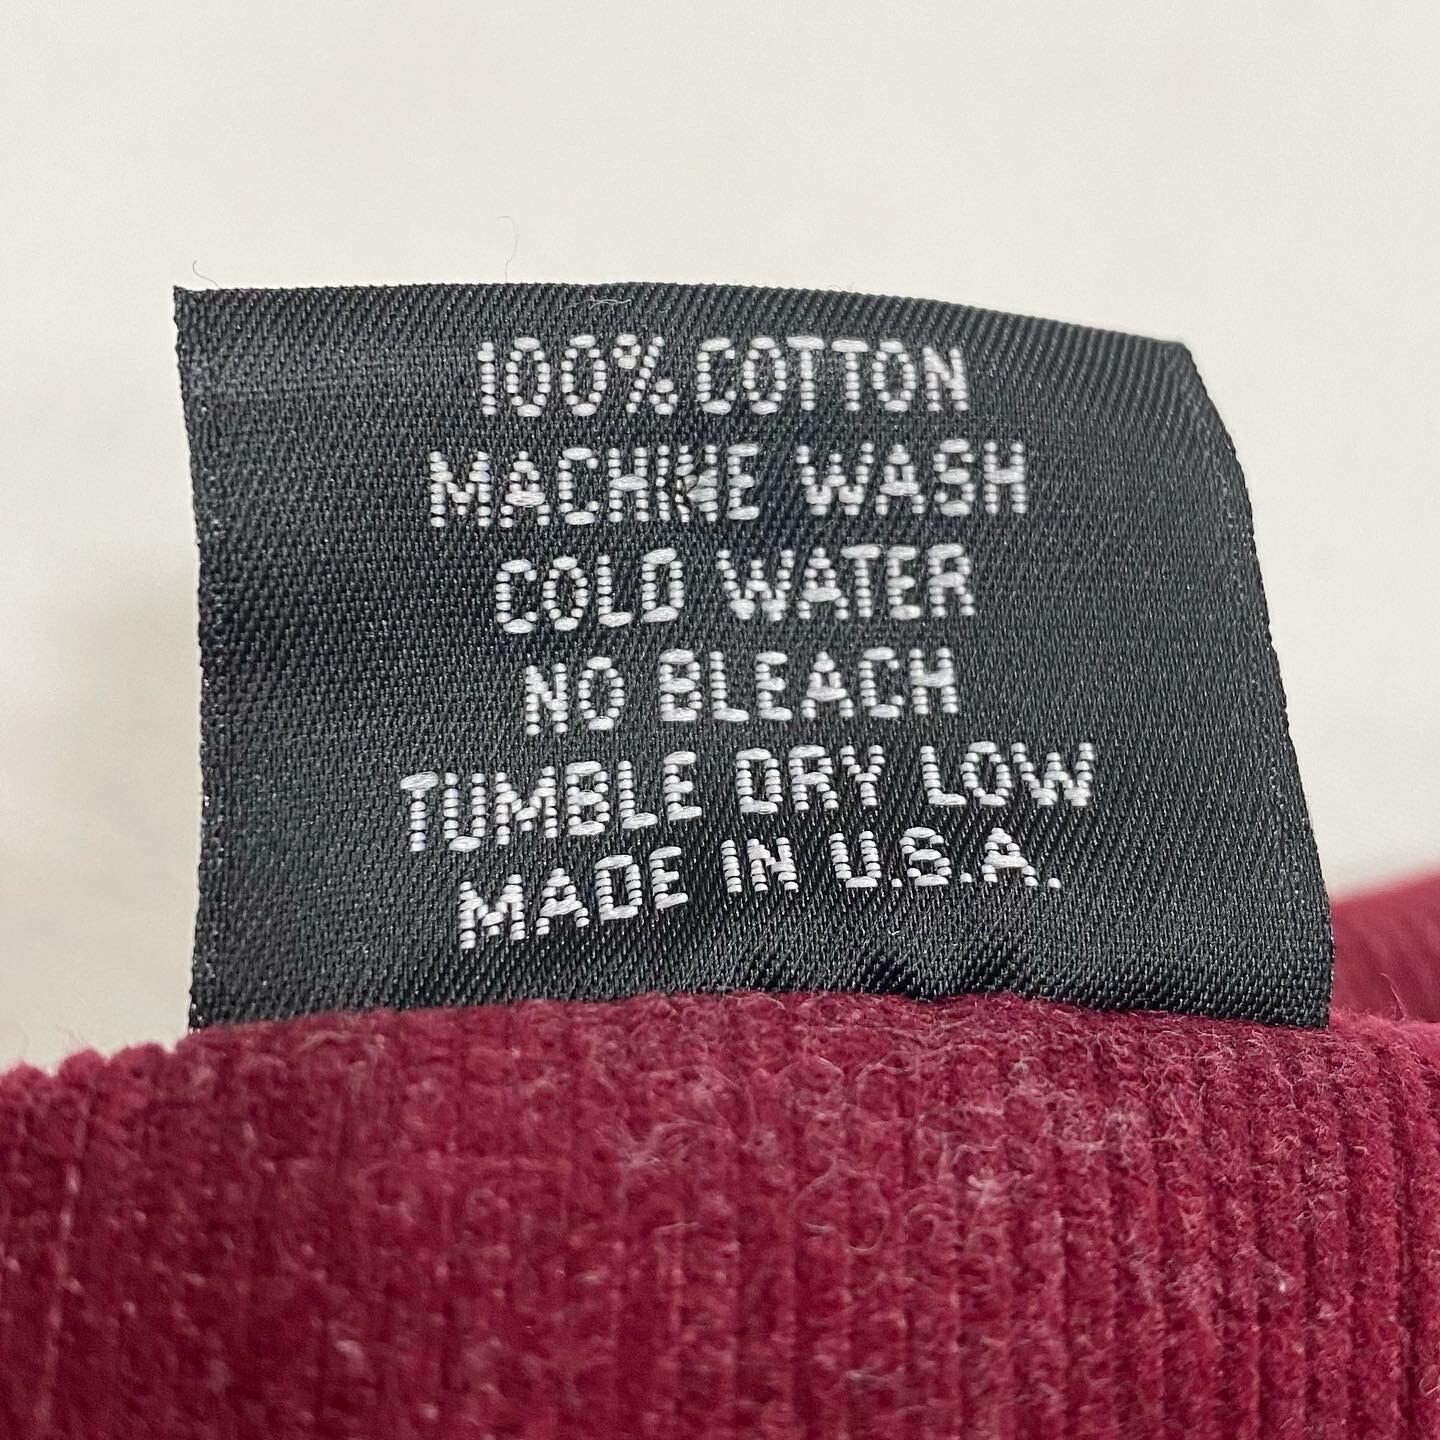 100% COTTON
MACHINE WASH
COLD WATER
NO BLEACH
TUMBLE DRY LOW
MADE IN U.S.A.